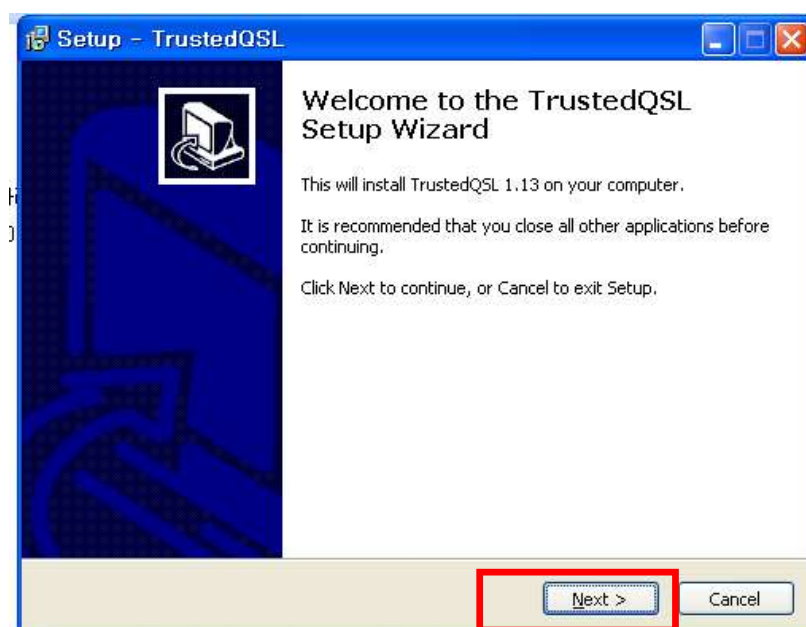 Setup - TrustedQSL
Welcome to the TrustedQSL
Setup Wizard
This will install TrustedQSL 1.13 on your computer.
It is recommended that you close all other applications before
continuing.
Click Next to continue, or Cancel to exit Setup.
Next >
Cancel